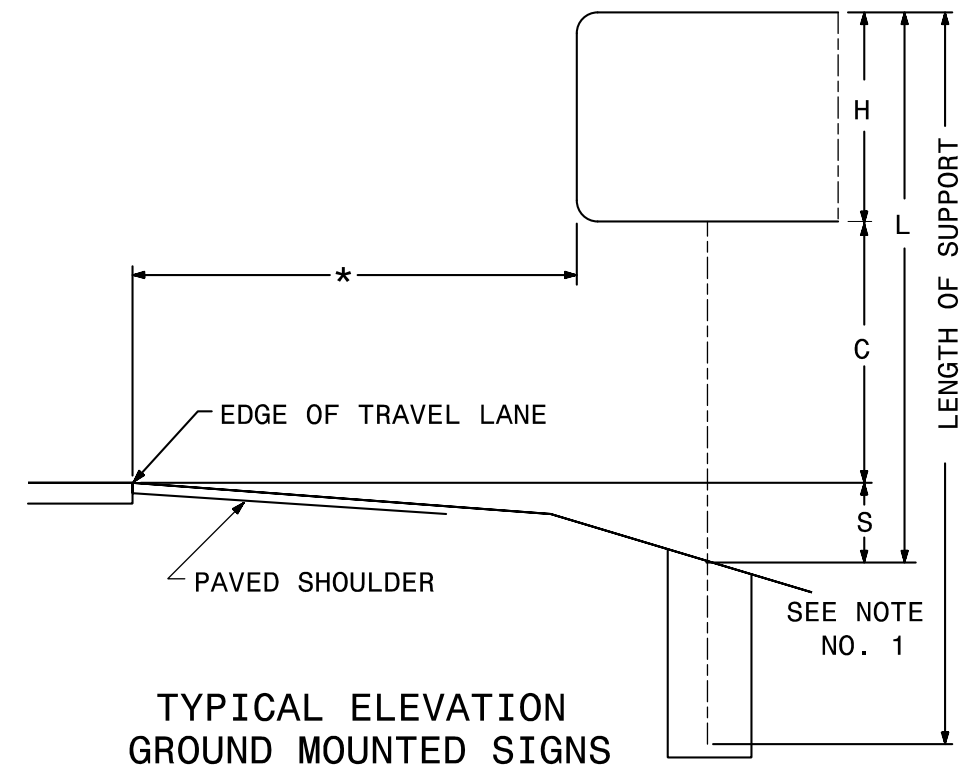 H
L
LENGTH OF SUPPORT
*
C
EDGE OF TRAVEL LANE
S
PAVED SHOULDER
SEE NOTE
NO. 1
TYPICAL ELEVATION
GROUND MOUNTED SIGNS